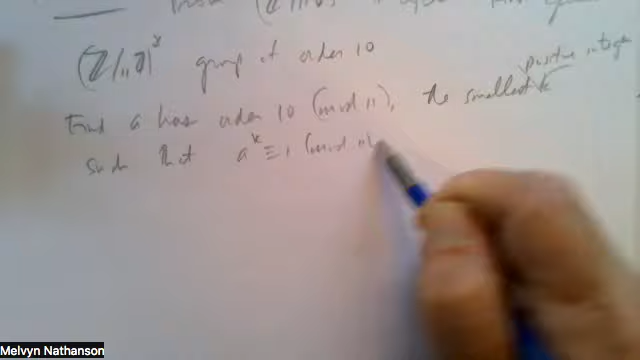 (Z/11Z)^x group of order 10
positive integer
Find a has order 10 (mod 11), the smallest k
such that a^k ≡ 1 (mod 11)
Melvyn Nathanson